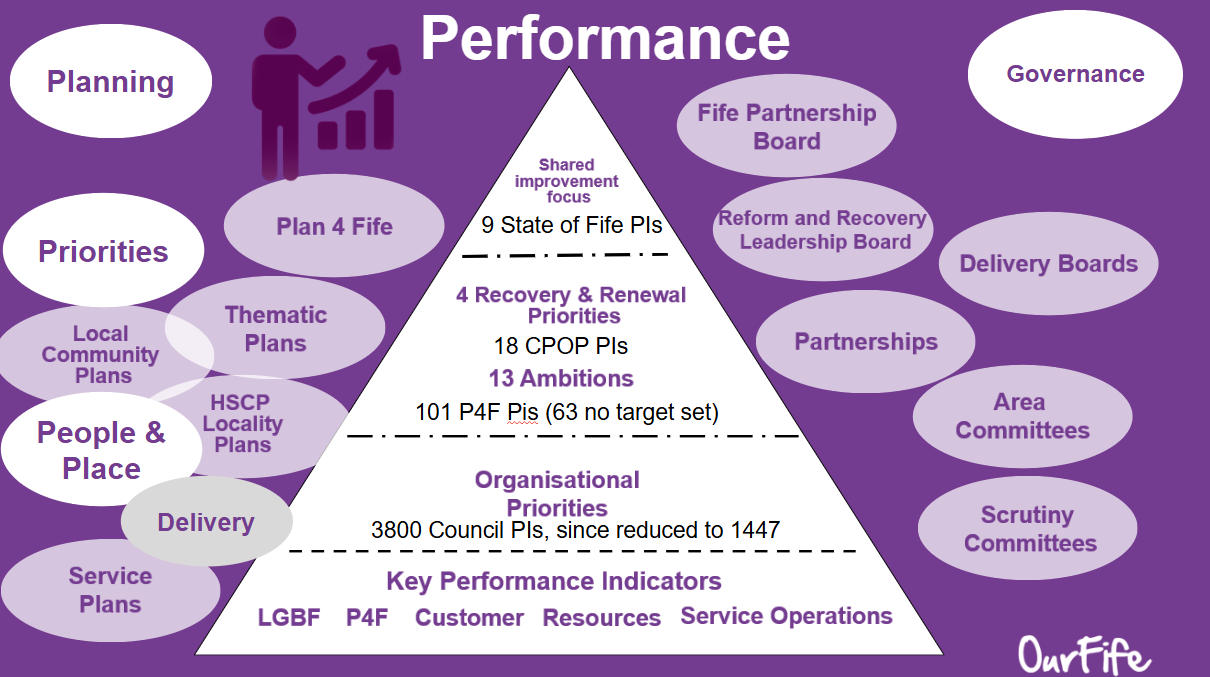 Performance
Planning
Governance
Priorities
Plan 4 Fife
Thematic
Plans
Local
Community
Plans
HSCP
Locality
Plans
People &
Place
Delivery
Service
Plans
Shared
improvement
focus
9 State of Fife PIs
4 Recovery & Renewal
Priorities
18 CPOP PIs
13 Ambitions
101 P4F Pis (63 no target set)
Organisational
Priorities
3800 Council PIs, since reduced to 1447
Key Performance Indicators
LGBF P4F Customer Resources Service Operations
Fife Partnership
Board
Reform and Recovery
Leadership Board
Delivery Boards
Partnerships
Area
Committees
Scrutiny
Committees
OurFife